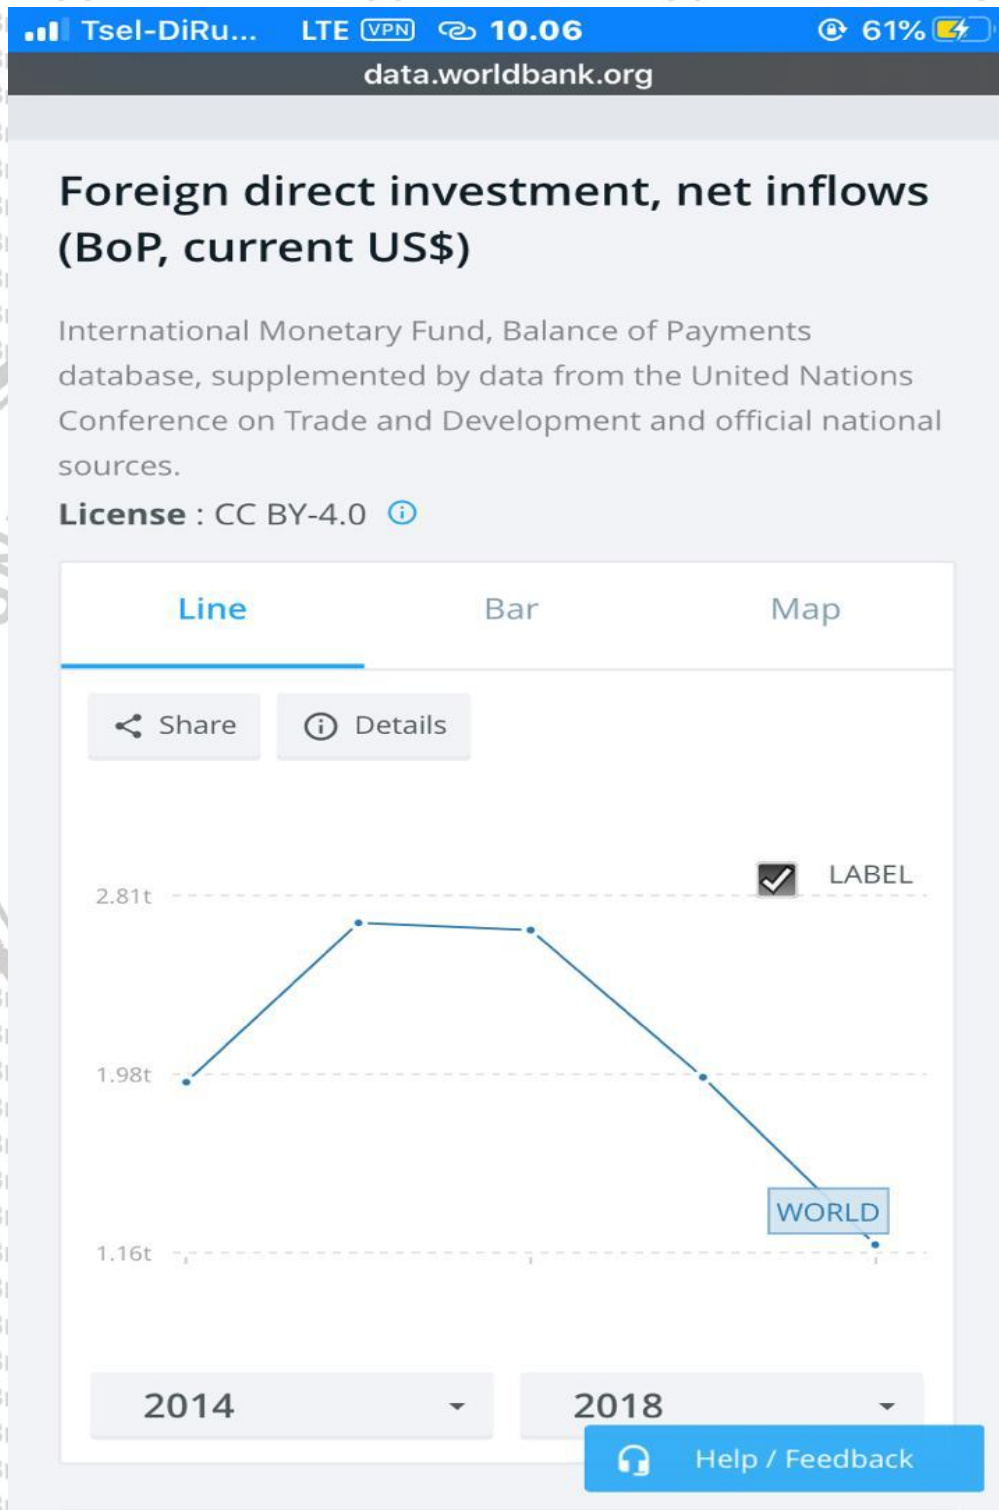 Tsel-DiRu... LTE VPN 10.06 61%
data.worldbank.org
Foreign direct investment, net inflows
(BoP, current US$)
International Monetary Fund, Balance of Payments
database, supplemented by data from the United Nations
Conference on Trade and Development and official national
sources.
License : CC BY-4.0
Line Bar Map
Share Details
LABEL
2.81t
1.98t
WORLD
1.16t
2014 2018
Help / Feedback